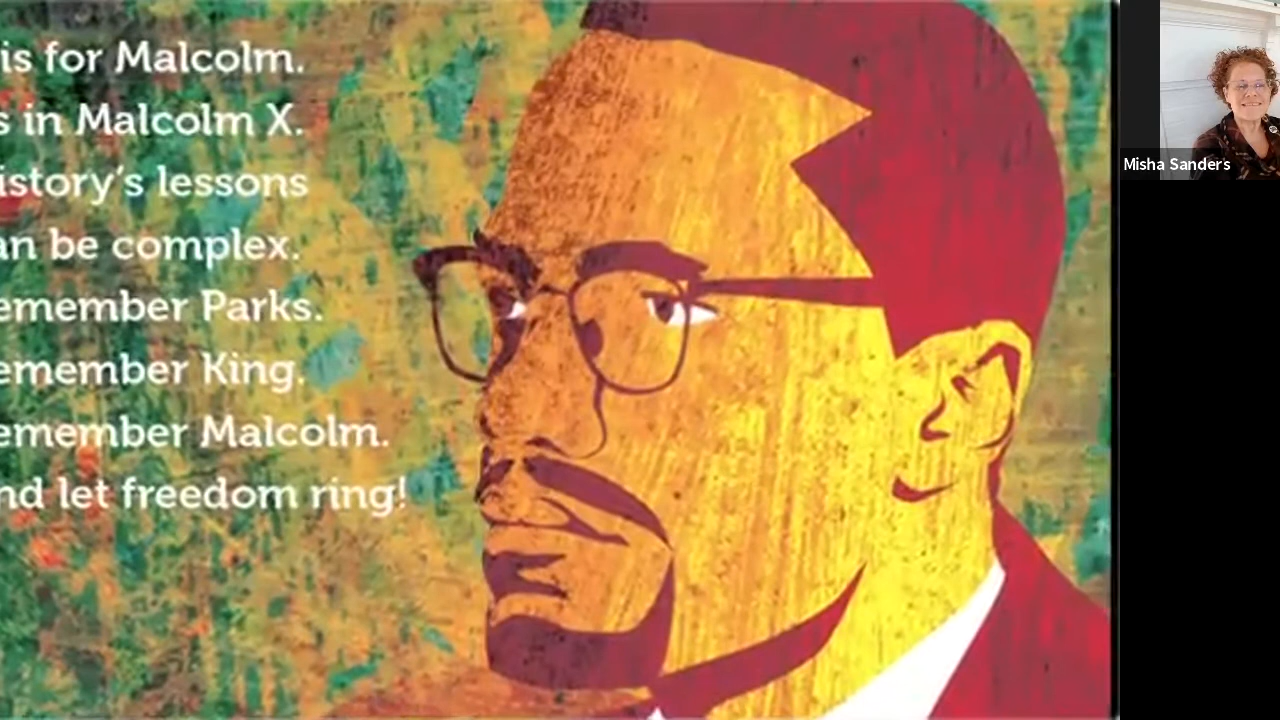 is for Malcolm.
s in Malcolm X.
istory's lessons
an be complex.
emember Parks.
emember King.
emember Malcolm.
nd let freedom ring!
Misha Sanders